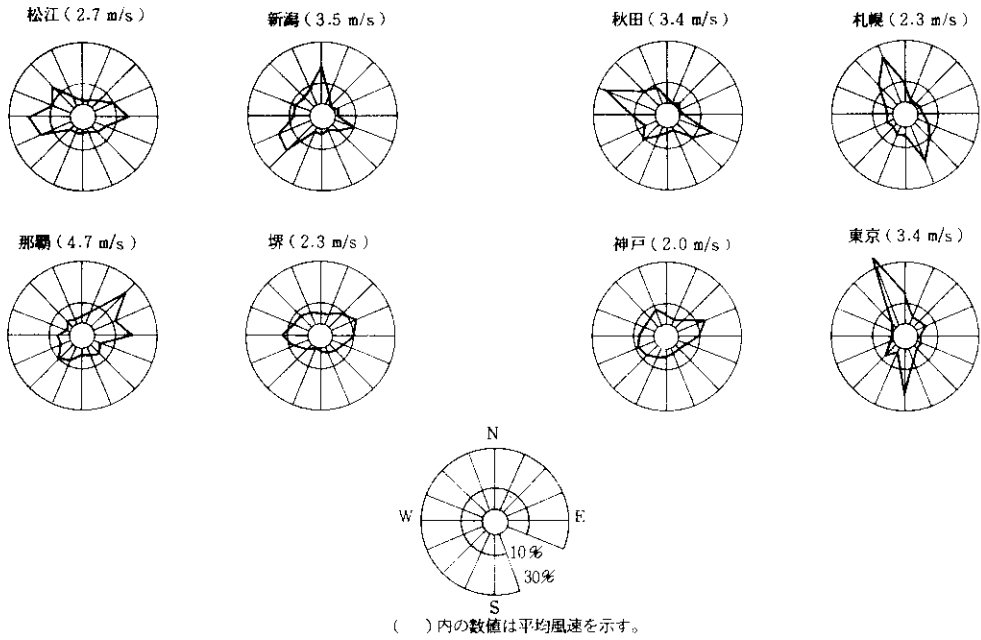 松江(2.7 m/s)
新潟(3.5 m/s)
秋田(3.4 m/s)
札幌(2.3 m/s)
那覇(4.7 m/s)
堺(2.3 m/s)
神戸(2.0 m/s)
東京(3.4 m/s)
N
W
E
10%
30%
S
( )内の数値は平均風速を示す。